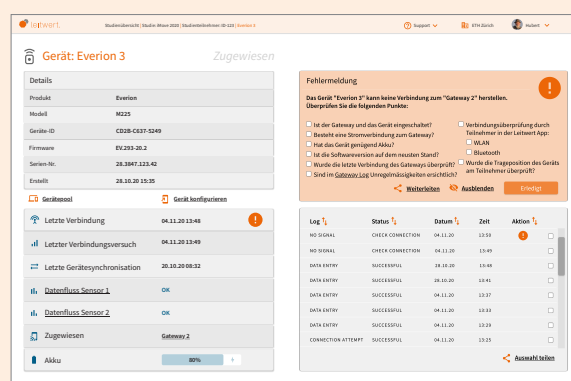 leitwert.
Studienübersicht | Studie iMove 2020 | Studienteilnehmer ID-123 | Everion 3
Support
ETH Zürich
Hubert
Gerät: Everion 3
Zugewiesen
Details
Produkt Everion
Modell M225
Geräte-ID CD2B-C637-5249
Firmware EV.293-20.2
Serien-Nr. 28.3847.123.42
Erstellt 28.10.20 15:35
Gerätepool
Gerät konfigurieren
Letzte Verbindung 04.11.20 13:48
Letzter Verbindungsversuch 04.11.20 13:49
Letzte Gerätesynchronisation 20.10.20 08:32
Datenfluss Sensor 1 OK
Datenfluss Sensor 2 OK
Zugewiesen Gateway 2
Akku 80%
Fehlermeldung
Das Gerät "Everion 3" kann keine Verbindung zum "Gateway 2" herstellen.
Überprüfen Sie die folgenden Punkte:
Ist der Gateway und das Gerät eingeschaltet?
Besteht eine Stromverbindung zum Gateway?
Hat das Gerät genügend Akku?
Ist die Softwareversion auf dem neusten Stand?
Wurde die letzte Verbindung des Gateways überprüft?
Sind im Gateway Log Unregelmässigkeiten ersichtlich?
Verbindungsüberprüfung durch
Teilnehmer in der Leitwert App:
WLAN
Bluetooth
Wurde die Trageposition des Geräts
am Teilnehmer überprüft?
Weiterleiten
Ausblenden
Erledigt
Log Status Datum Zeit Aktion
NO SIGNAL CHECK CONNECTION 04.11.20 13:50
NO SIGNAL CHECK CONNECTION 04.11.20 13:49
DATA ENTRY SUCCESSFUL 28.10.20 13:48
DATA ENTRY SUCCESSFUL 20.10.20 13:41
DATA ENTRY SUCCESSFUL 04.11.20 13:37
DATA ENTRY SUCCESSFUL 04.11.20 13:33
DATA ENTRY SUCCESSFUL 04.11.20 13:29
CONNECTION ATTEMPT SUCCESSFUL 04.11.20 13:25
Auswahl teilen